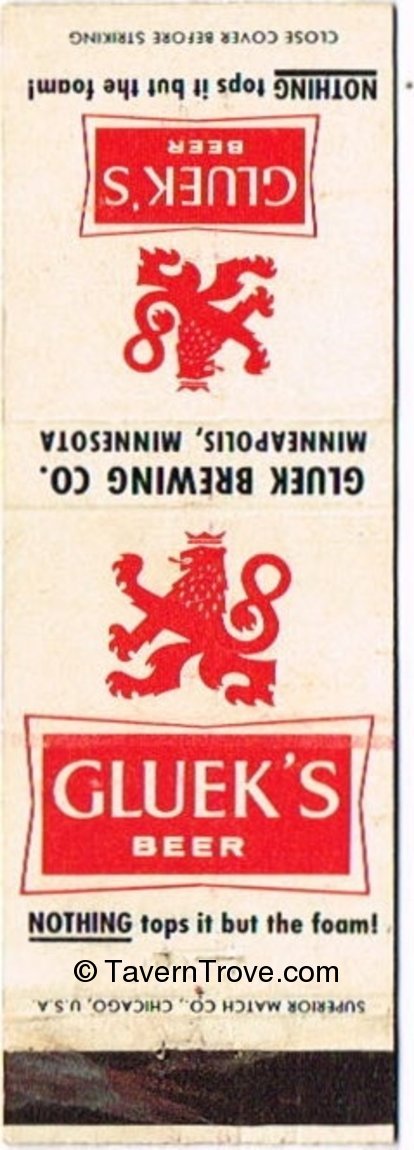 CLOSE COVER BEFORE STRIKING
NOTHING tops it but the foam!
GLUEK'S
BEER
GLUEK BREWING CO.
MINNEAPOLIS, MINNESOTA
GLUEK'S
BEER
NOTHING tops it but the foam!
© TavernTrove.com
SUPERIOR MATCH CO., CHICAGO, U.S.A.